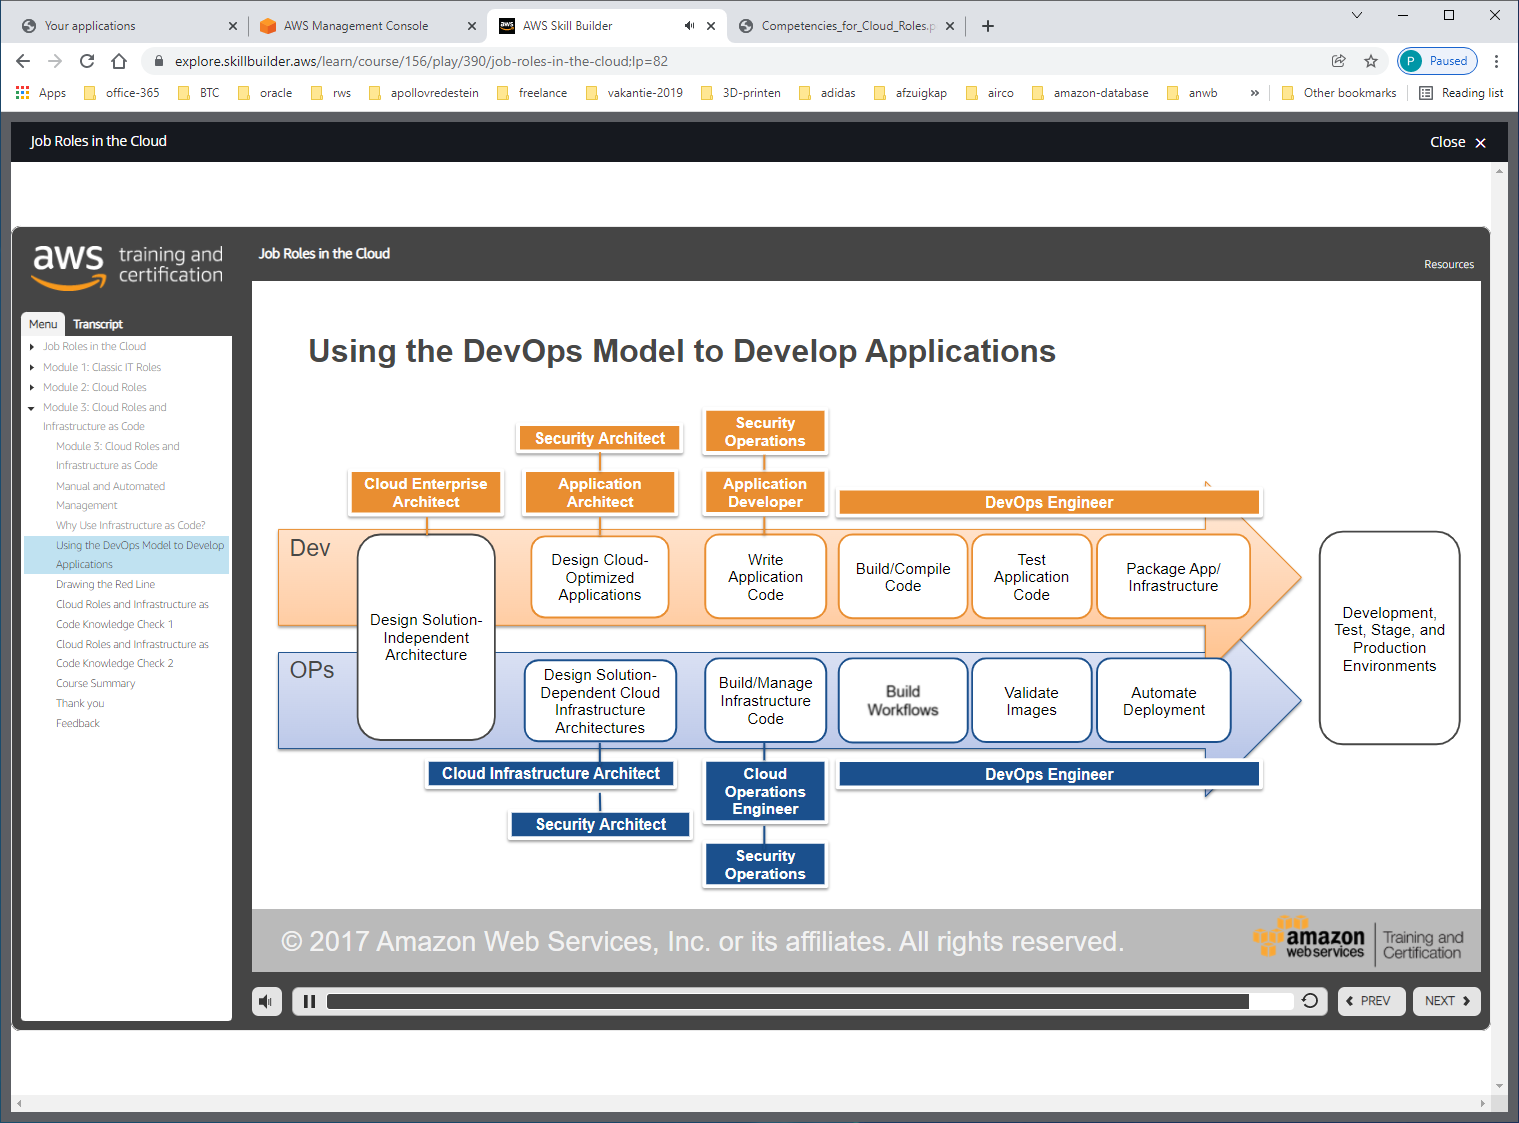 Your applications
AWS Management Console
AWS Skill Builder
Competencies_for_Cloud_Roles.p
explore.skillbuilder.aws/learn/course/156/play/390/job-roles-in-the-cloud;lp=82
P Paused
Apps
office-365
BTC
oracle
rws
apollovredestein
freelance
vakantie-2019
3D-printen
adidas
afzuigkap
airco
amazon-database
anwb
»
Other bookmarks
Reading list
Job Roles in the Cloud
Close
aws training and
certification
Job Roles in the Cloud
Resources
Menu
Transcript
Job Roles in the Cloud
Module 1: Classic IT Roles
Module 2: Cloud Roles
Module 3: Cloud Roles and
Infrastructure as Code
Module 3: Cloud Roles and
Infrastructure as Code
Manual and Automated
Management
Why Use Infrastructure as Code?
Using the DevOps Model to Develop
Applications
Drawing the Red Line
Cloud Roles and Infrastructure as
Code Knowledge Check 1
Cloud Roles and Infrastructure as
Code Knowledge Check 2
Course Summary
Thank you
Feedback
Using the DevOps Model to Develop Applications
Security Architect
Security
Operations
Cloud Enterprise
Architect
Application
Architect
Application
Developer
DevOps Engineer
Dev
Design Solution-
Independent
Architecture
Design Cloud-
Optimized
Applications
Write
Application
Code
Build/Compile
Code
Test
Application
Code
Package App/
Infrastructure
Development,
Test, Stage, and
Production
Environments
OPs
Design Solution-
Dependent Cloud
Infrastructure
Architectures
Build/Manage
Infrastructure
Code
Build
Workflows
Validate
Images
Automate
Deployment
Cloud Infrastructure Architect
Cloud
Operations
Engineer
DevOps Engineer
Security Architect
Security
Operations
© 2017 Amazon Web Services, Inc. or its affiliates. All rights reserved.
amazon
webservices
Training and
Certification
PREV
NEXT